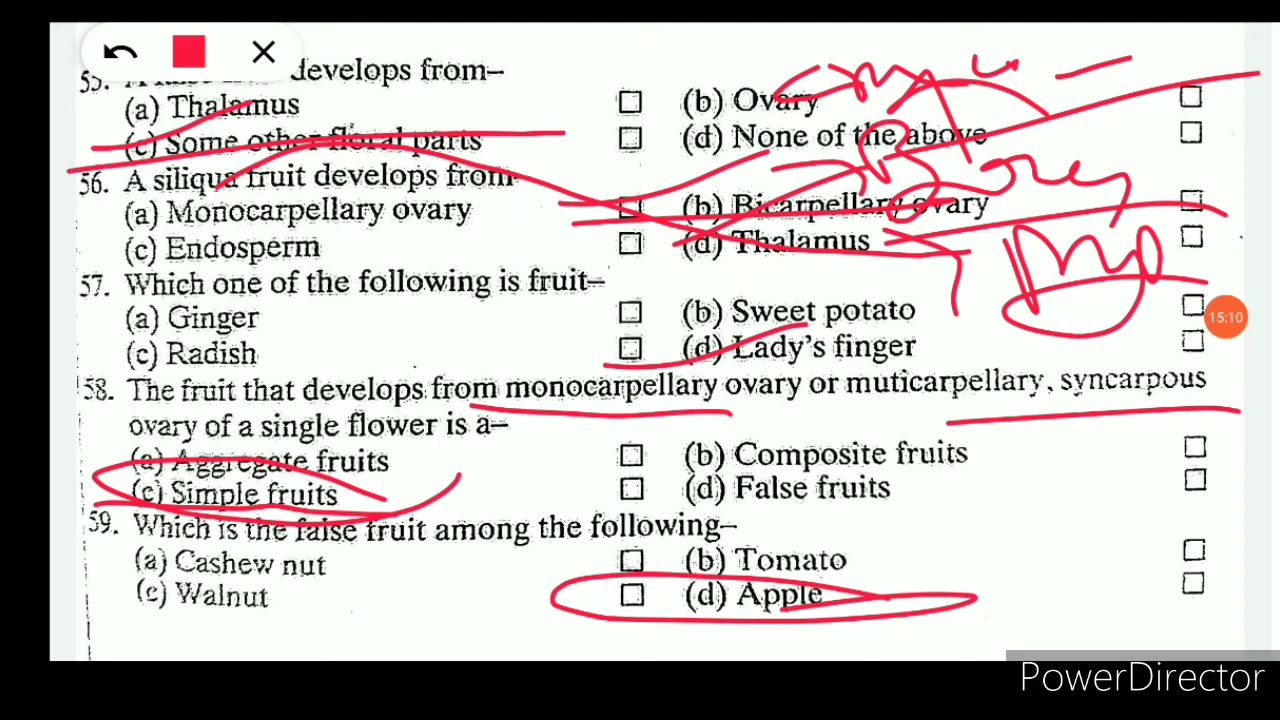 55. develops from–
(a) Thalamus (b) Ovary
(c) Some other floral parts (d) None of the above
56. A siliqua fruit develops from
(a) Monocarpellary ovary (b) Bicarpellary ovary
(c) Endosperm (d) Thalamus
57. Which one of the following is fruit–
(a) Ginger (b) Sweet potato
(c) Radish (d) Lady's finger
58. The fruit that develops from monocarpellary ovary or muticarpellary, syncarpous
ovary of a single flower is a–
(a) Aggregate fruits (b) Composite fruits
(c) Simple fruits (d) False fruits
59. Which is the false fruit among the following–
(a) Cashew nut (b) Tomato
(c) Walnut (d) Apple
15:10
PowerDirector